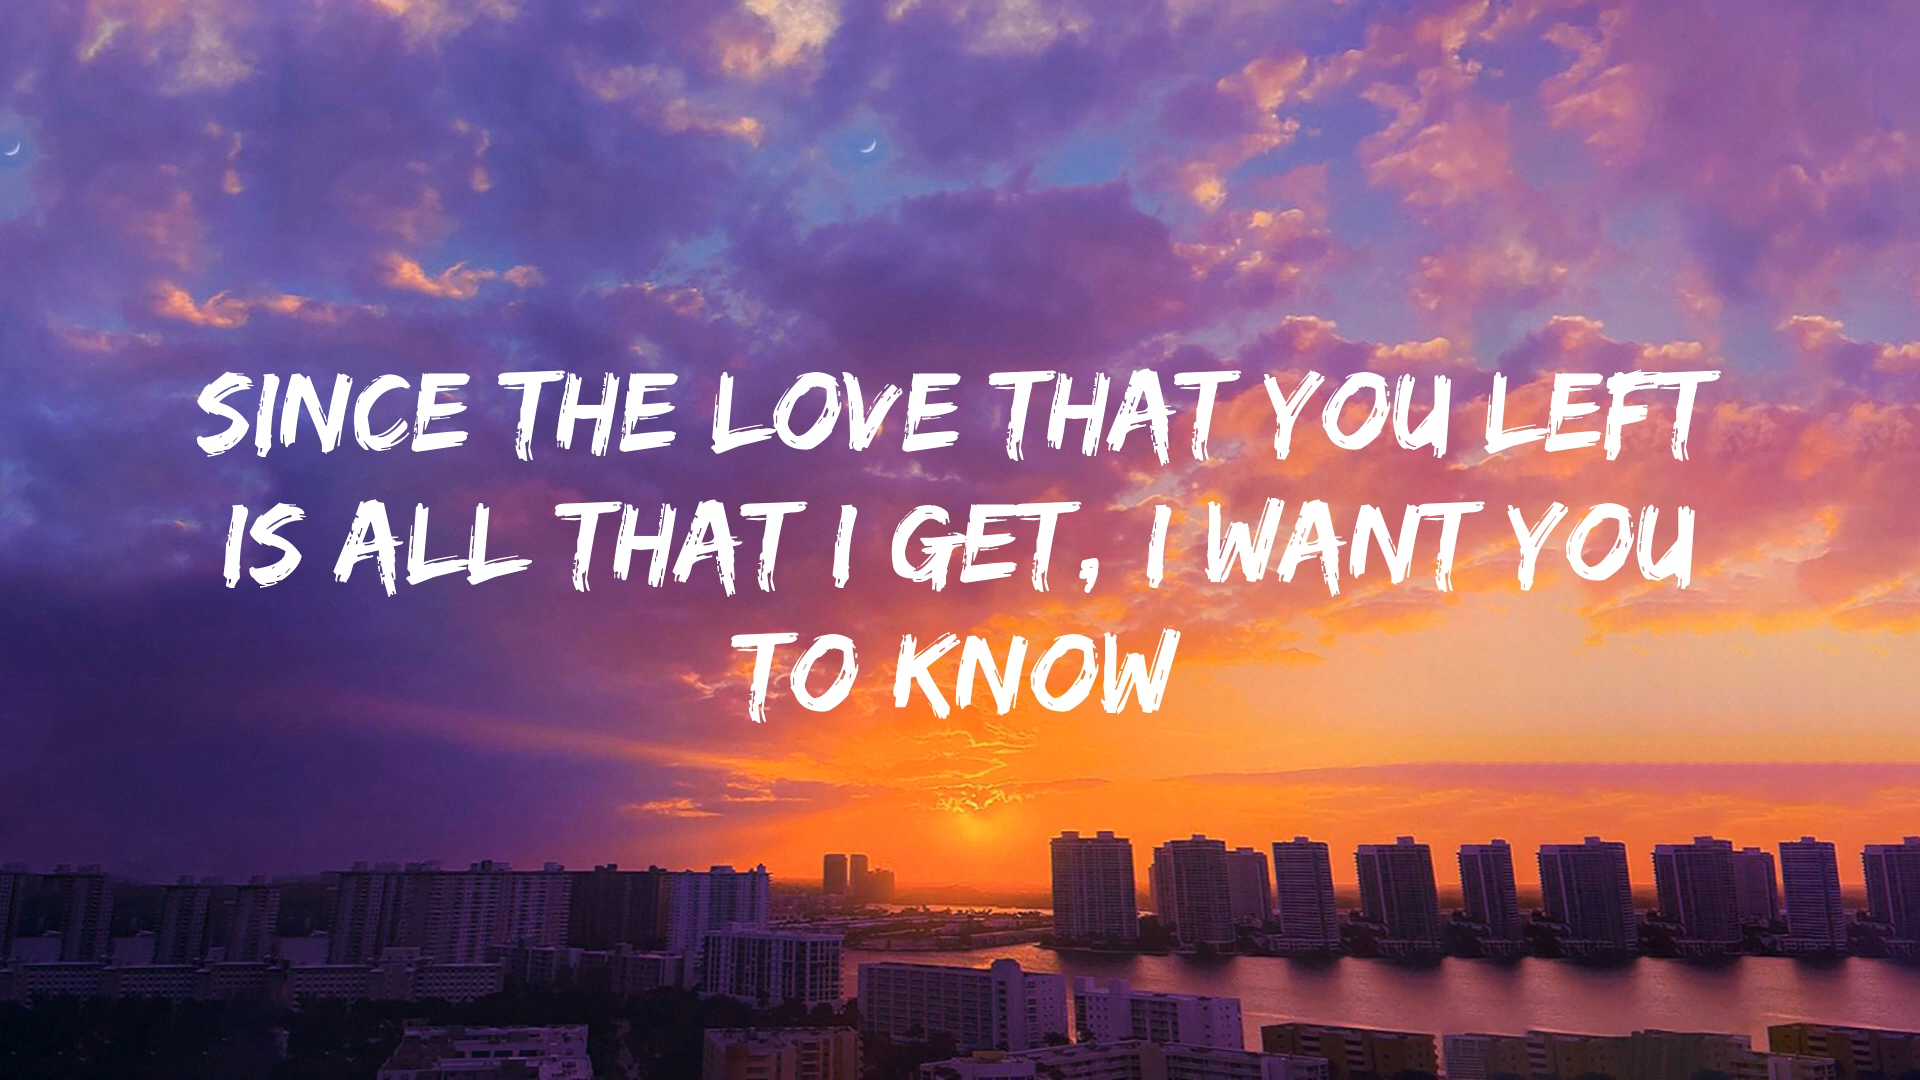 SINCE THE LOVE THAT YOU LEFT
IS ALL THAT I GET, I WANT YOU
TO KNOW